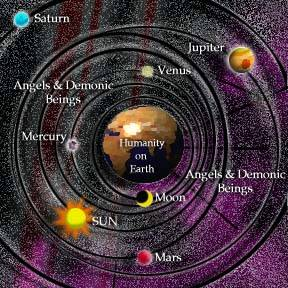 Saturn
Jupiter
Venus
Angels & Demonic
Beings
Mercury
Humanity
on
Earth
Angels & Demonic
Beings
Moon
SUN
Mars